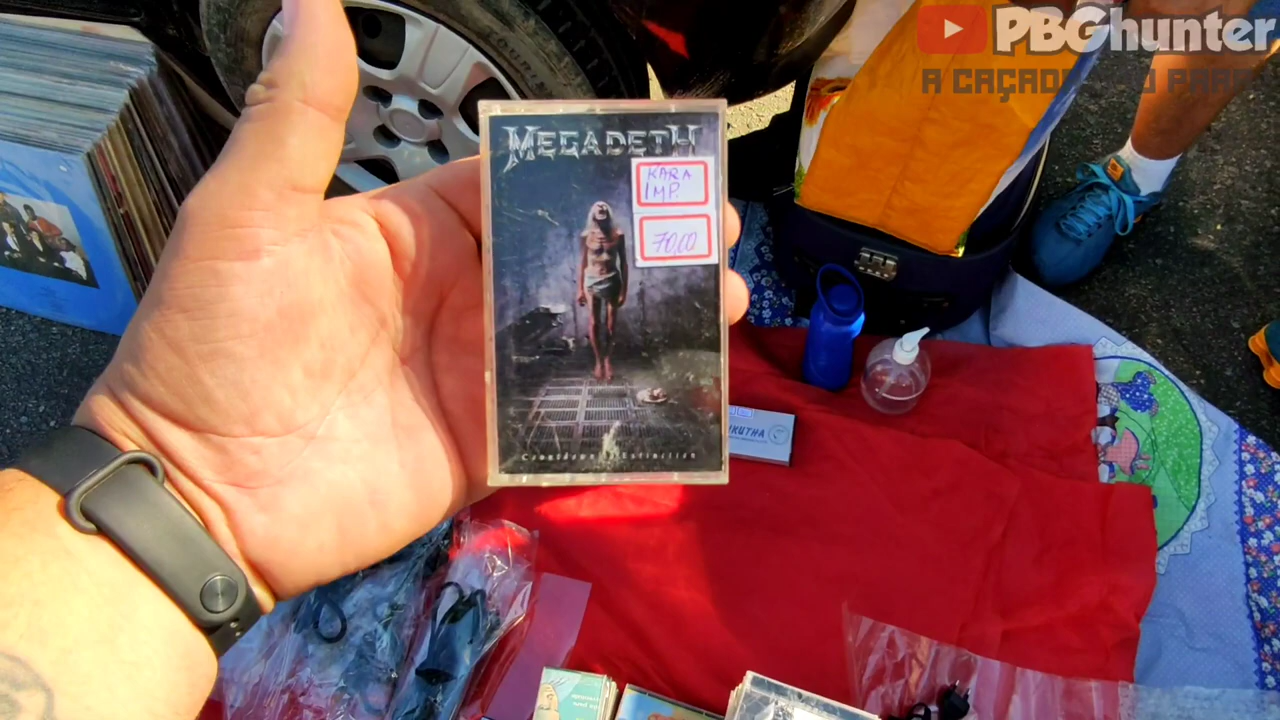 PBGhunter
MEGADETH
KARA
IMP.
70,00
Countdown to Extinction